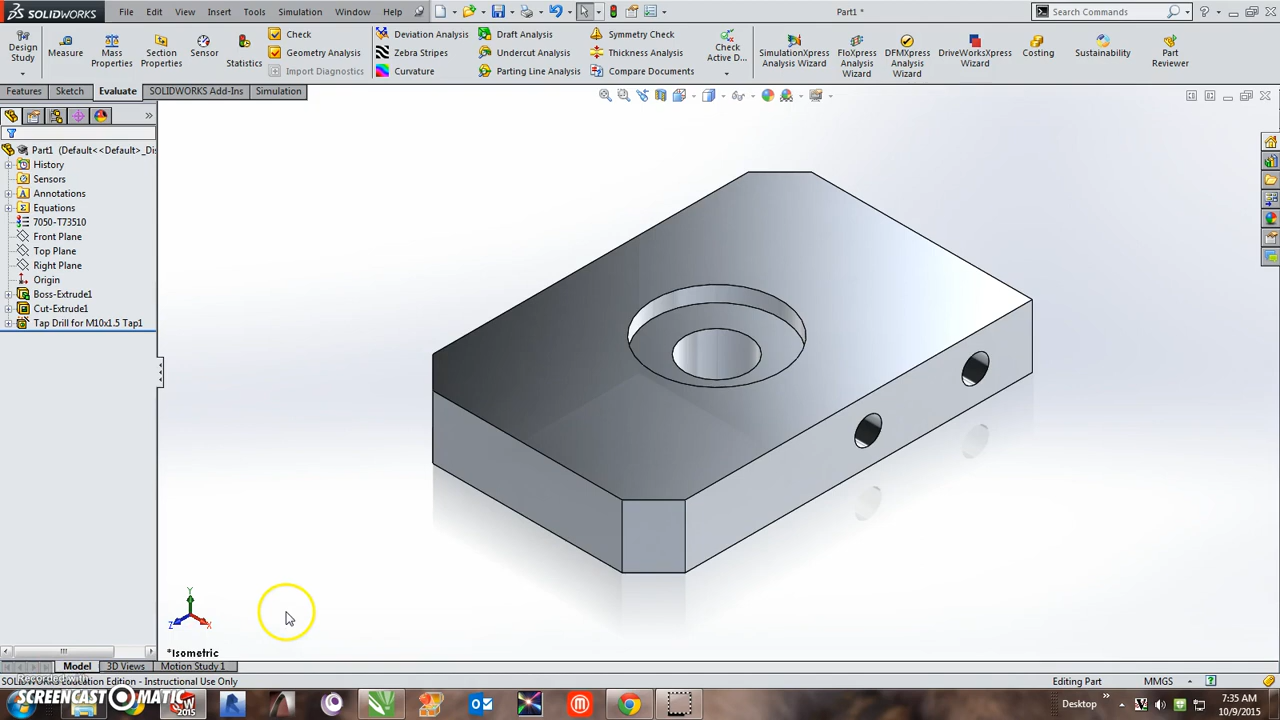 SOLIDWORKS File Edit View Insert Tools Simulation Window Help Part1 * Search Commands
Design Study Measure Mass Properties Section Properties Sensor Statistics
Check
Geometry Analysis
Import Diagnostics
Deviation Analysis
Zebra Stripes
Curvature
Draft Analysis
Undercut Analysis
Parting Line Analysis
Symmetry Check
Thickness Analysis
Compare Documents
Check Active D...
SimulationXpress Analysis Wizard
FloXpress Analysis Wizard
DFMXpress Analysis Wizard
DriveWorksXpress Wizard
Costing
Sustainability
Part Reviewer
Features Sketch Evaluate SOLIDWORKS Add-Ins Simulation
Part1 (Default<<Default>_Dis
History
Sensors
Annotations
Equations
7050-T73510
Front Plane
Top Plane
Right Plane
Origin
Boss-Extrude1
Cut-Extrude1
Tap Drill for M10x1.5 Tap1
Y
Z X
*Isometric
Model 3D Views Motion Study 1
SOLIDWORKS Education Edition - Instructional Use Only Editing Part MMGS
Recorded with
SCREENCAST MATIC
2015
Desktop
7:35 AM
10/9/2015